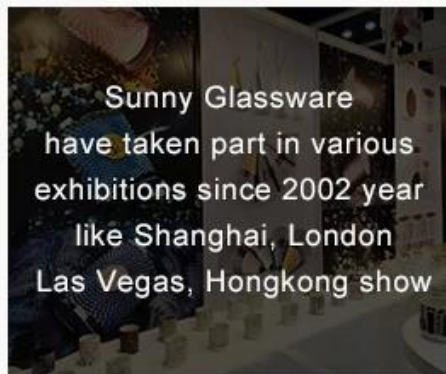 Sunny Glassware
have taken part in various
exhibitions since 2002 year
like Shanghai, London
Las Vegas, Hongkong show